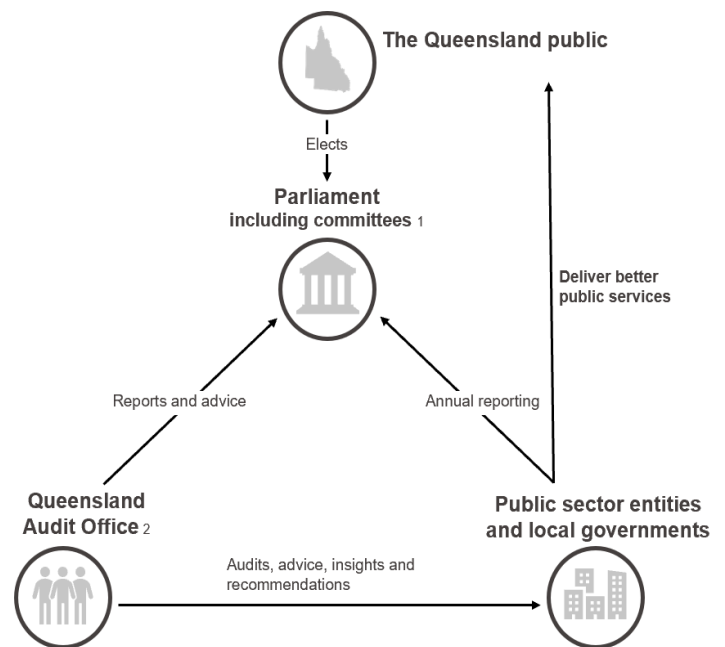 The Queensland public
Elects
Parliament
including committees 1
Deliver better
public services
Reports and advice
Annual reporting
Queensland
Audit Office 2
Public sector entities
and local governments
Audits, advice, insights and
recommendations